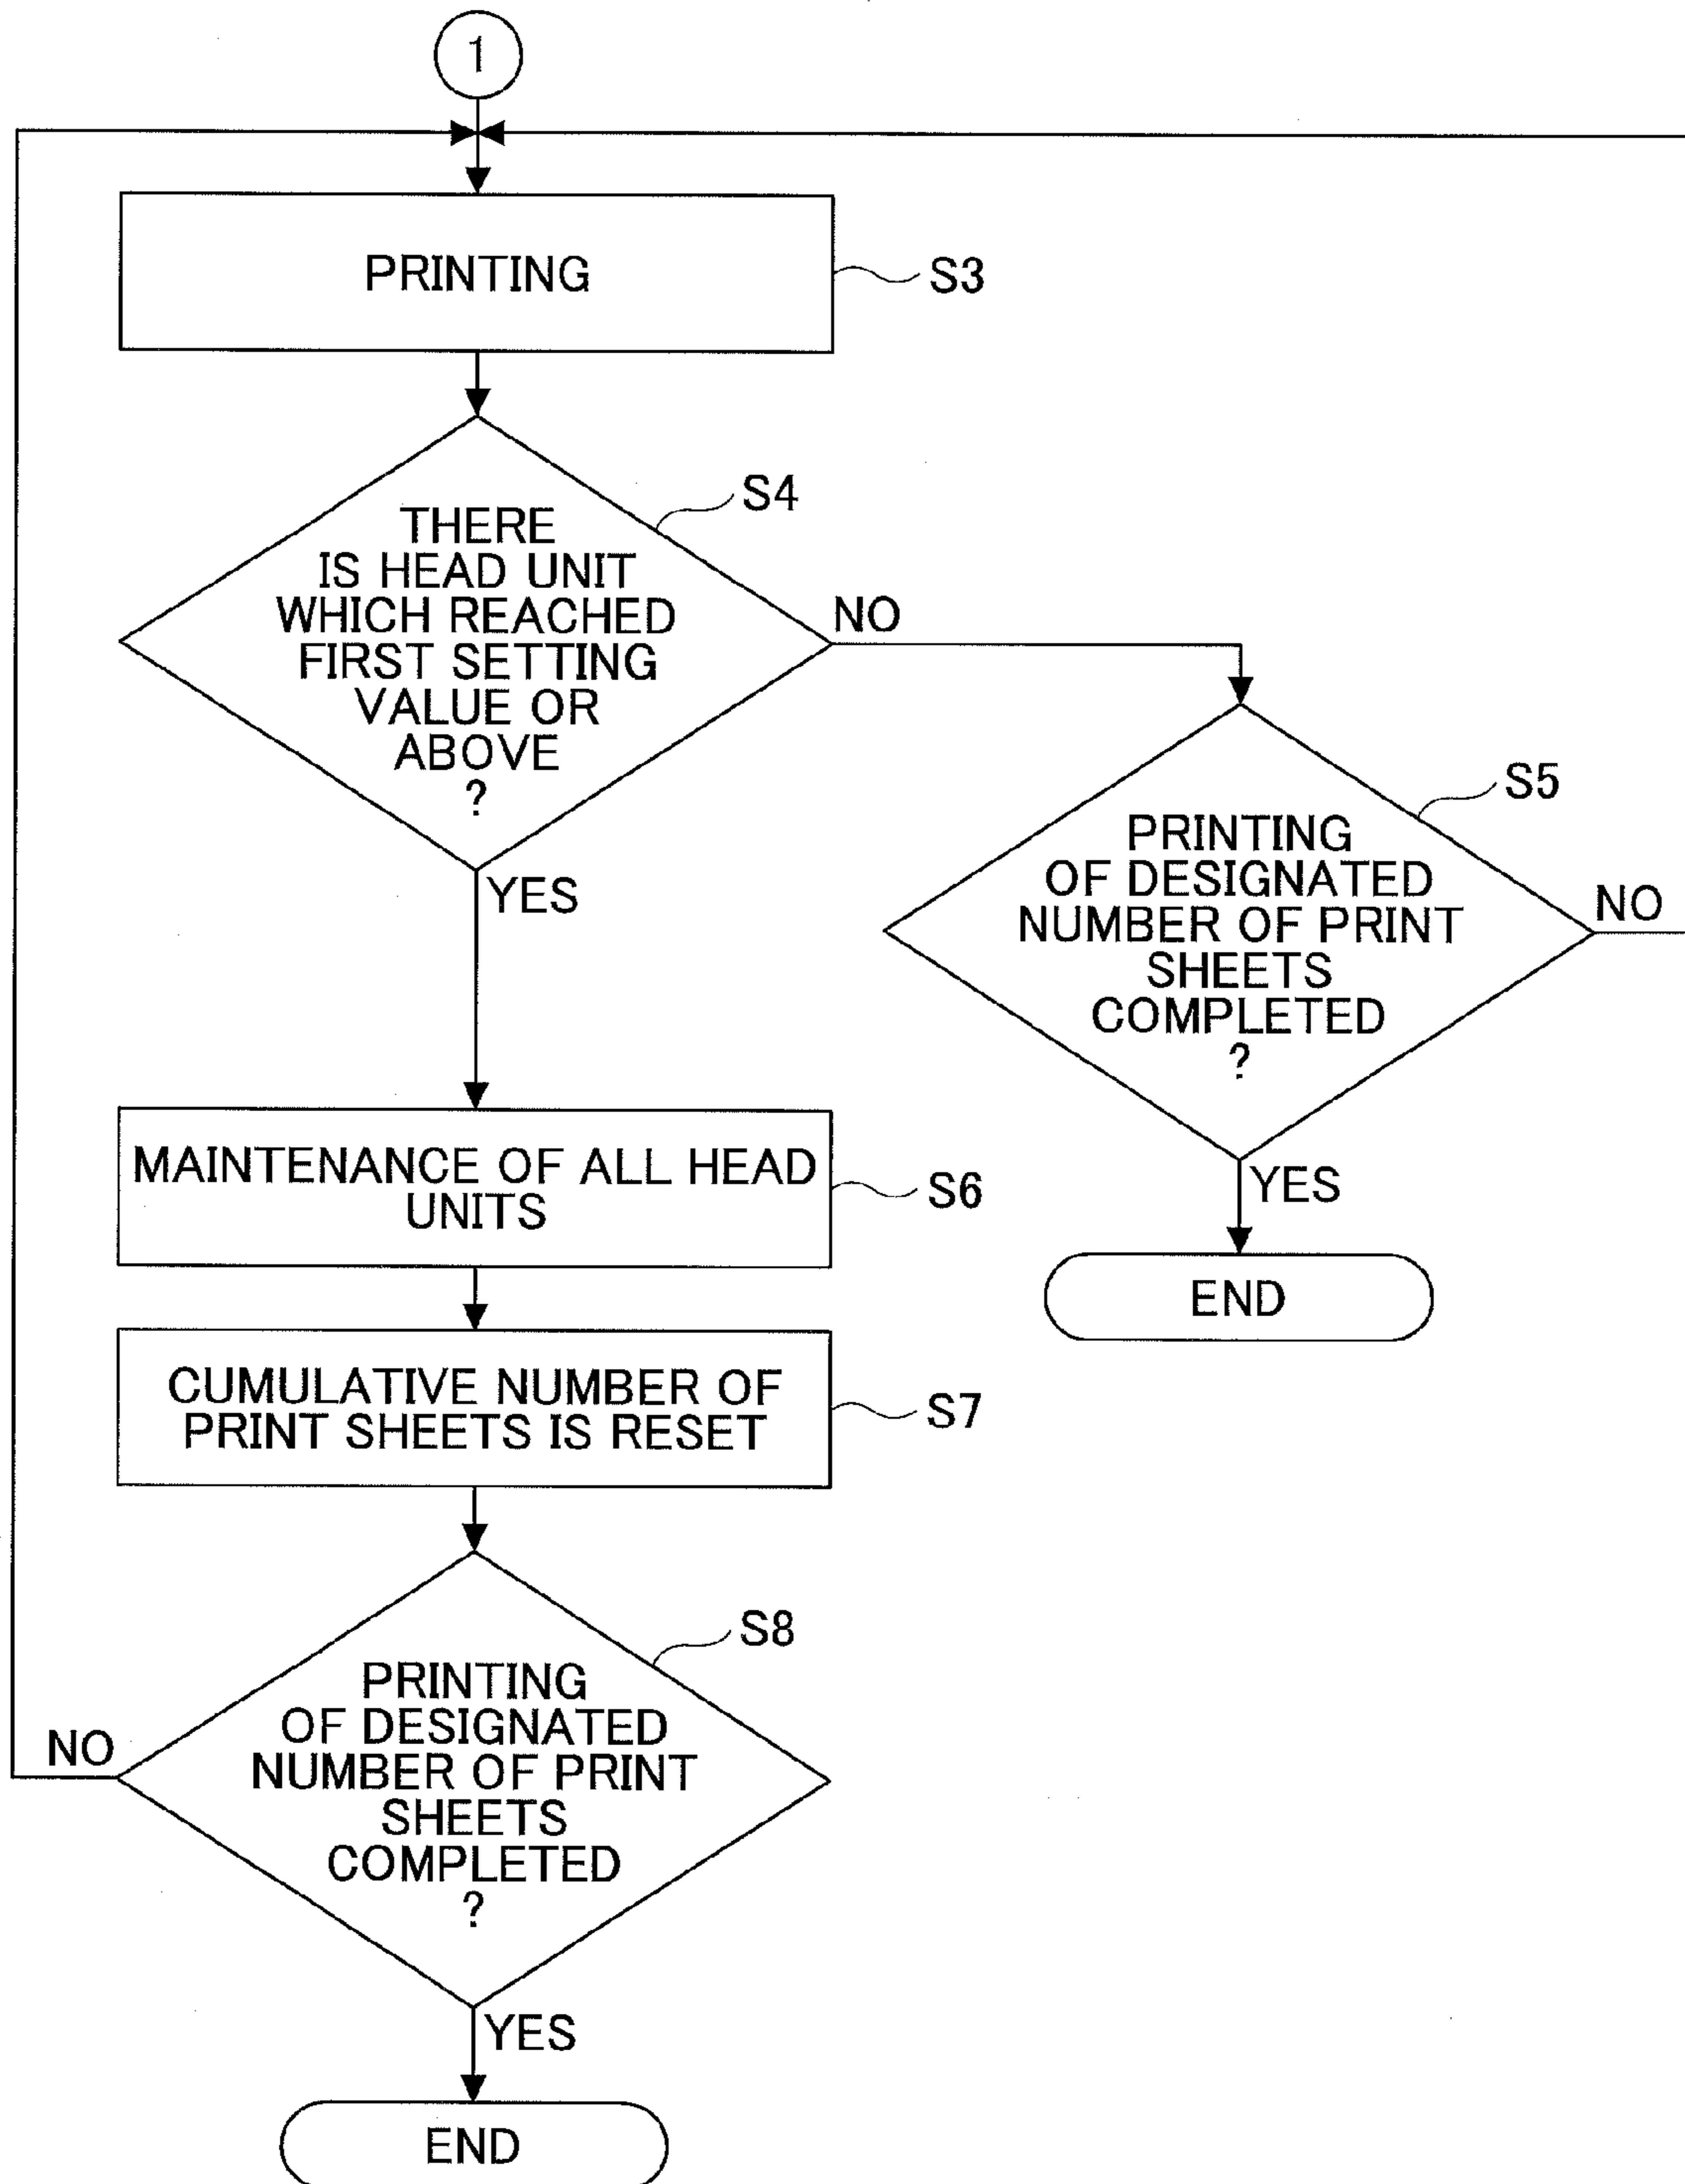 1
PRINTING
S3
S4
THERE
IS HEAD UNIT
WHICH REACHED
FIRST SETTING
VALUE OR
ABOVE
?
NO
YES
S5
PRINTING
OF DESIGNATED
NUMBER OF PRINT
SHEETS
COMPLETED
?
NO
YES
END
MAINTENANCE OF ALL HEAD
UNITS
S6
CUMULATIVE NUMBER OF
PRINT SHEETS IS RESET
S7
S8
PRINTING
OF DESIGNATED
NUMBER OF PRINT
SHEETS
COMPLETED
?
NO
YES
END